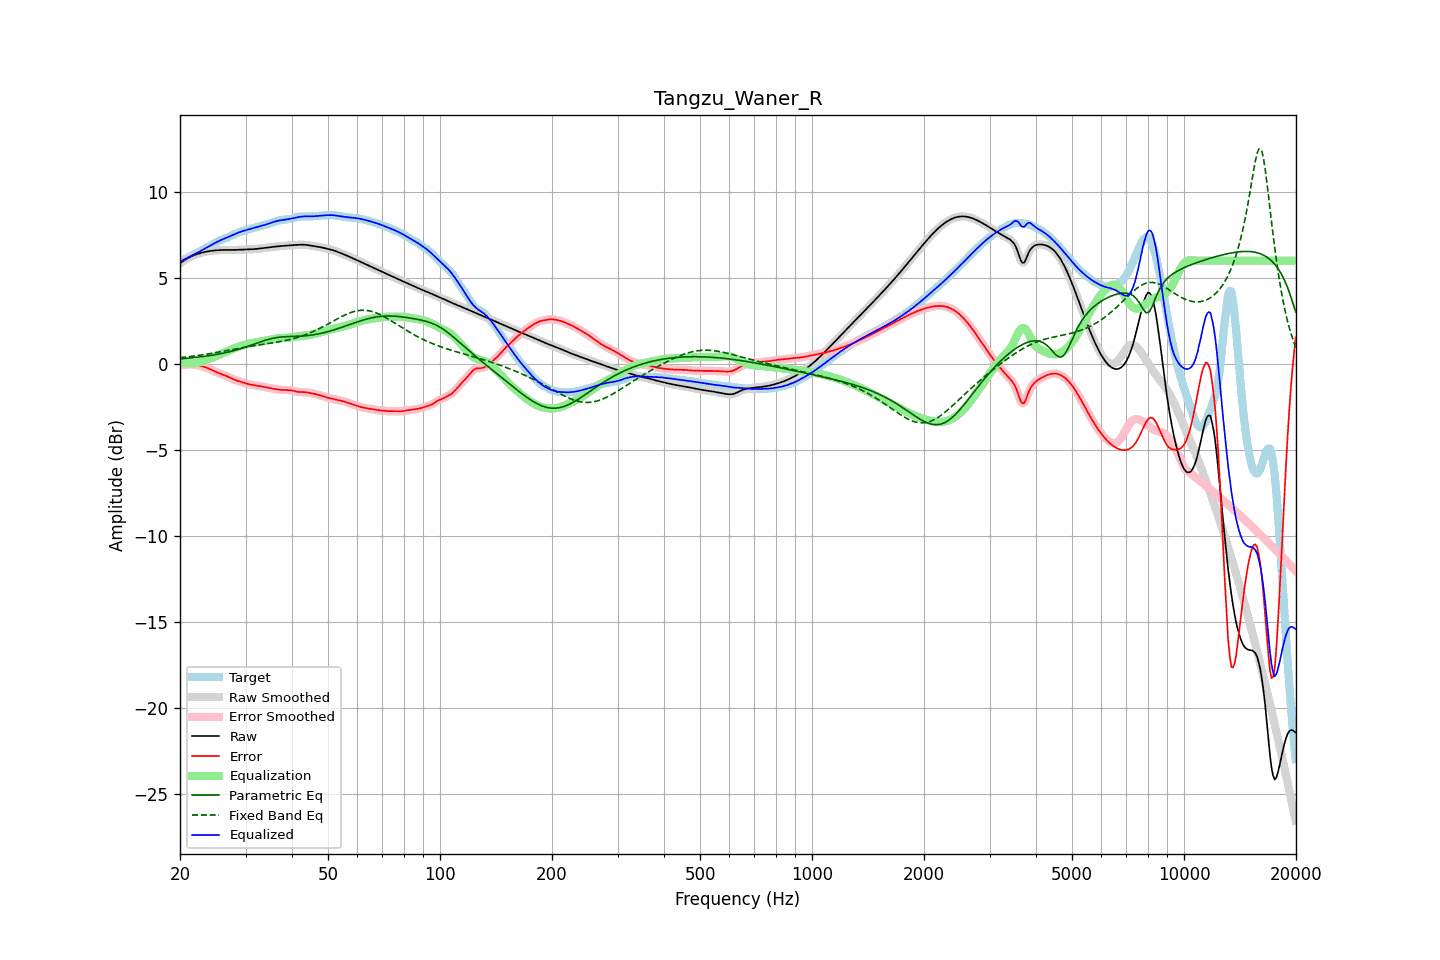 Tangzu_Waner_R
Amplitude (dBr)
10
5
0
−5
−10
−15
−20
−25
Target
Raw Smoothed
Error Smoothed
Raw
Error
Equalization
Parametric Eq
Fixed Band Eq
Equalized
20 50 100 200 500 1000 2000 5000 10000 20000
Frequency (Hz)